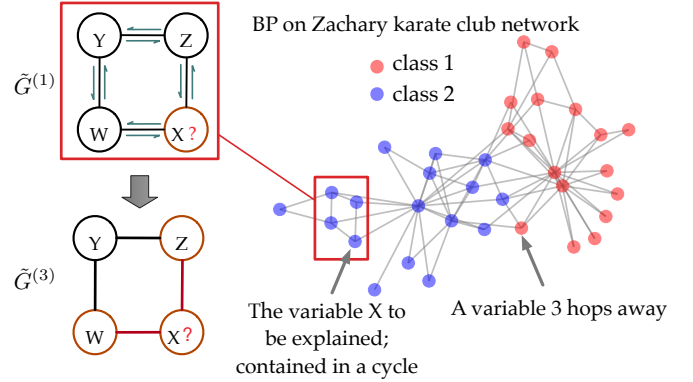 BP on Zachary karate club network
class 1
class 2
G̃(1)
Y
Z
W
X?
G̃(3)
Y
Z
W
X?
The variable X to
be explained;
contained in a cycle
A variable 3 hops away